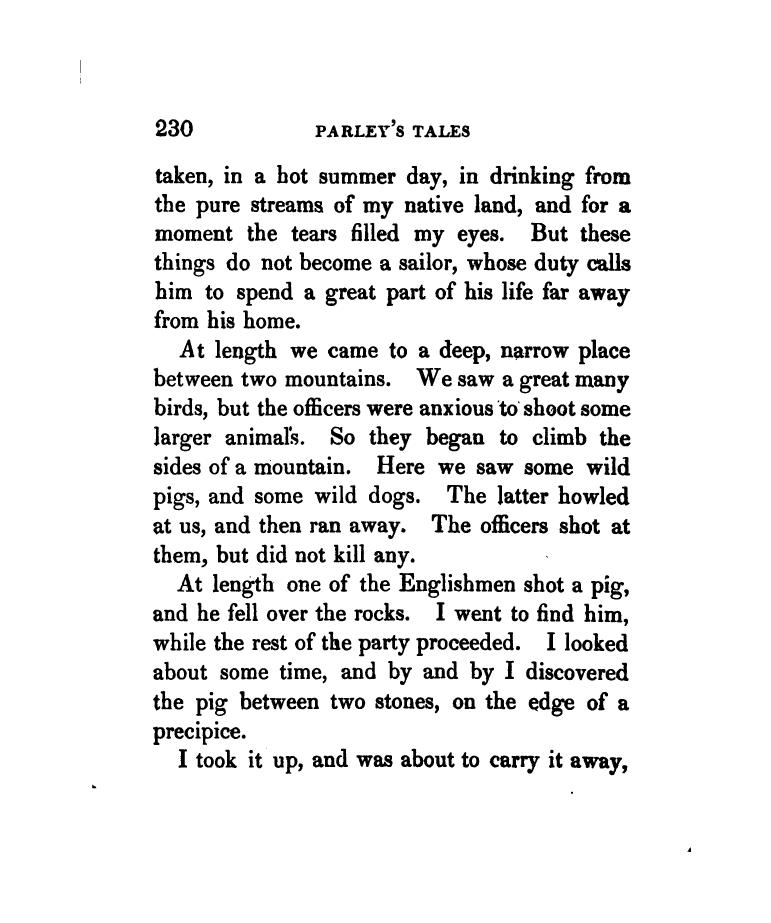 230 PARLEY'S TALES
taken, in a hot summer day, in drinking from
the pure streams of my native land, and for a
moment the tears filled my eyes. But these
things do not become a sailor, whose duty calls
him to spend a great part of his life far away
from his home.
At length we came to a deep, narrow place
between two mountains. We saw a great many
birds, but the officers were anxious to shoot some
larger animals. So they began to climb the
sides of a mountain. Here we saw some wild
pigs, and some wild dogs. The latter howled
at us, and then ran away. The officers shot at
them, but did not kill any.
At length one of the Englishmen shot a pig,
and he fell over the rocks. I went to find him,
while the rest of the party proceeded. I looked
about some time, and by and by I discovered
the pig between two stones, on the edge of a
precipice.
I took it up, and was about to carry it away,